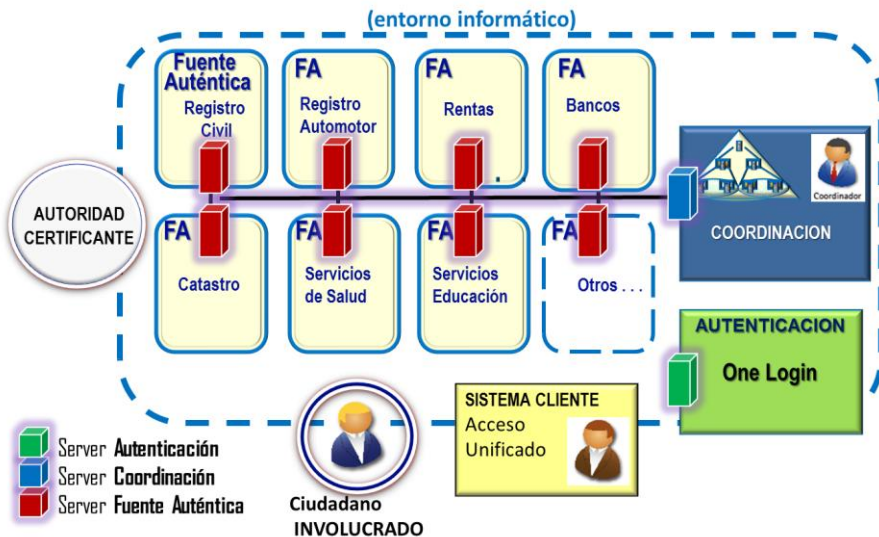 (entorno informático)
Fuente
Auténtica
Registro
Civil
FA
Registro
Automotor
FA
Rentas
FA
Bancos
Coordinador
COORDINACION
AUTORIDAD
CERTIFICANTE
FA
Catastro
FA
Servicios
de Salud
FA
Servicios
Educación
FA
Otros . . .
AUTENTICACION
One Login
SISTEMA CLIENTE
Acceso
Unificado
Ciudadano
INVOLUCRADO
Server Autenticación
Server Coordinación
Server Fuente Auténtica